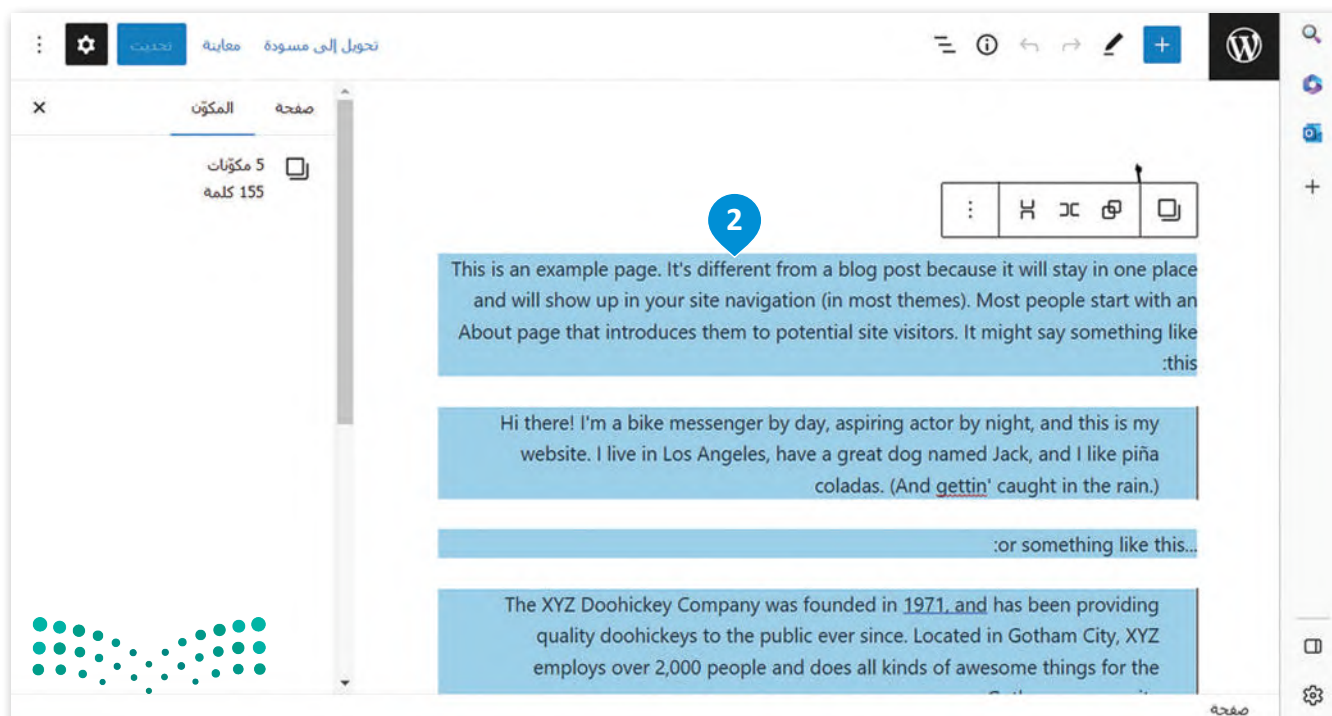 تحويل إلى مسودة
معاينة
تحديث
صفحة
المكوّن
5 مكوّنات
155 كلمة
2
This is an example page. It's different from a blog post because it will stay in one place
and will show up in your site navigation (in most themes). Most people start with an
About page that introduces them to potential site visitors. It might say something like
:this
Hi there! I'm a bike messenger by day, aspiring actor by night, and this is my
website. I live in Los Angeles, have a great dog named Jack, and I like piña
coladas. (And gettin' caught in the rain.)
:or something like this...
The XYZ Doohickey Company was founded in 1971, and has been providing
quality doohickeys to the public ever since. Located in Gotham City, XYZ
employs over 2,000 people and does all kinds of awesome things for the
صفحة